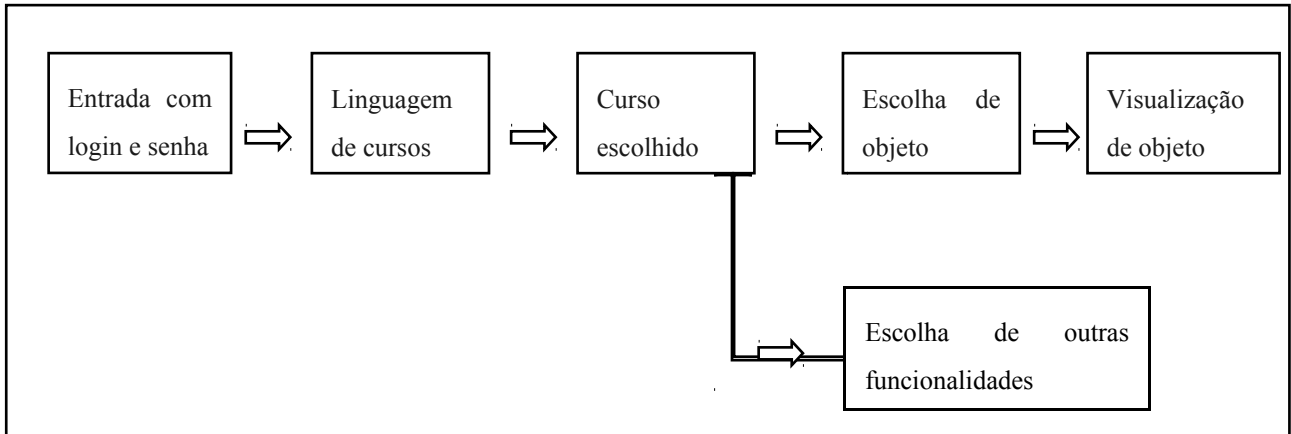 Entrada com
login e senha
Linguagem
de cursos
Curso
escolhido
Escolha de
objeto
Visualização
de objeto
Escolha de outras
funcionalidades